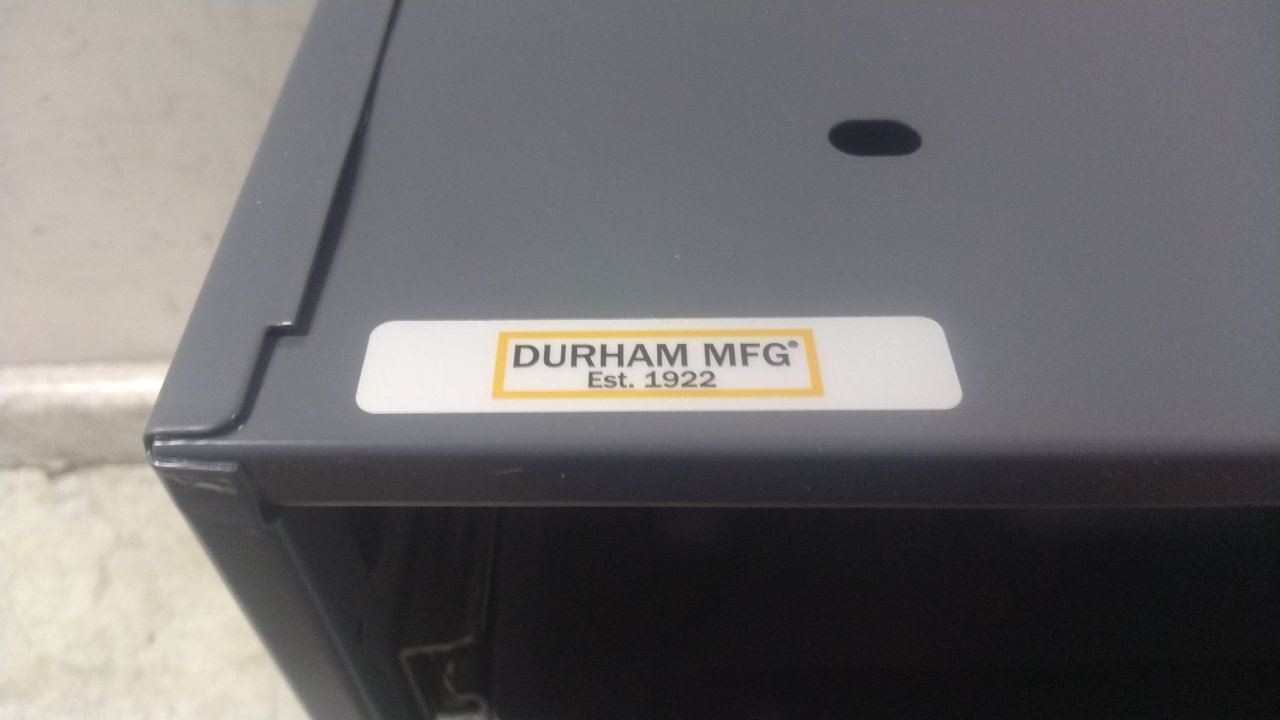 DURHAM MFG®
Est. 1922